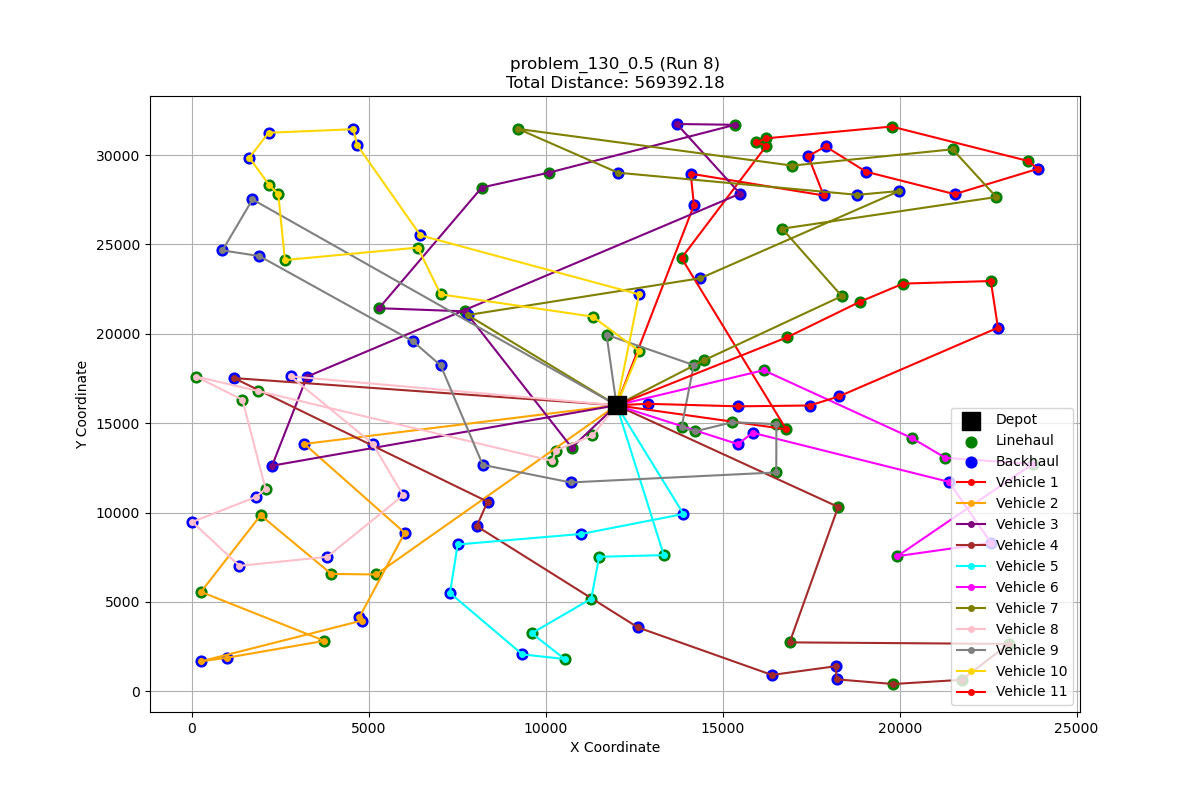 problem_130_0.5 (Run 8)
Total Distance: 569392.18
30000
25000
20000
15000
10000
5000
0
Y Coordinate
0
5000
10000
15000
20000
25000
X Coordinate
Depot
Linehaul
Backhaul
Vehicle 1
Vehicle 2
Vehicle 3
Vehicle 4
Vehicle 5
Vehicle 6
Vehicle 7
Vehicle 8
Vehicle 9
Vehicle 10
Vehicle 11